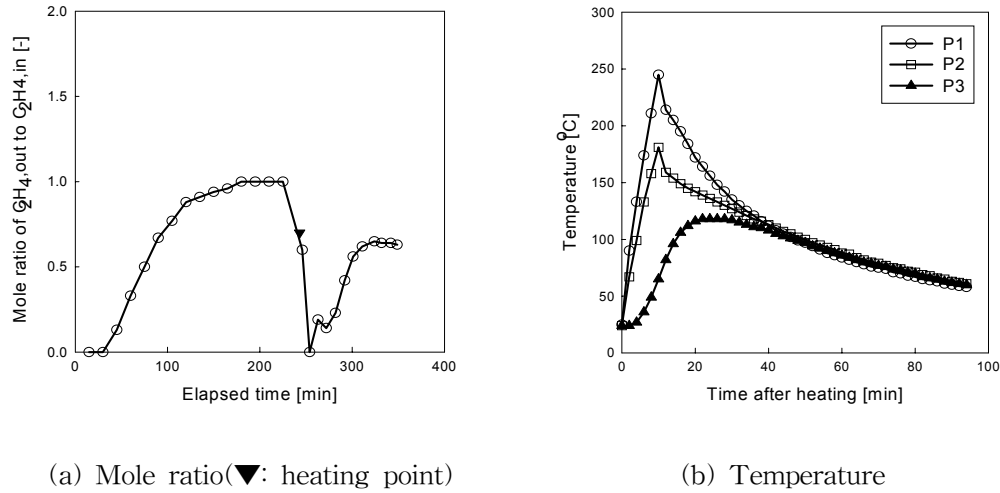 Mole ratio of C2H4,out to C2H4,in [-]
2.0
1.5
1.0
0.5
0.0
0
100
200
300
400
Elapsed time [min]
(a) Mole ratio(▼: heating point)
Temperature [°C]
300
250
200
150
100
50
0
P1
P2
P3
0
20
40
60
80
100
Time after heating [min]
(b) Temperature